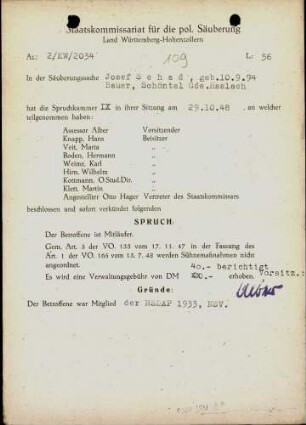 Staatskommissariat für die pol. Säuberung
Land Württemberg-Hohenzollern
Az: Z/EW/2034
109
L: 56
In der Säuberungssache Josef Schad, geb.10.9.94
Bauer, Schöntal Gde.Haslach
hat die Spruchkammer IX in ihrer Sitzung am 29.10.48 , an welcher
teilgenommen haben:
Assessor Alber Vorsitzender
Knapp, Hans Beisitzer
Veit, Maria "
Boden, Hermann "
Weine, Karl "
Hirn, Wilhelm "
Kottmann, O.Stud.Dir. "
Klett, Martin "
Angestellter Otto Hager Vertreter des Staatskommissars
beschlossen und sofort verkündet folgenden
SPRUCH:
Der Betroffene ist Mitläufer.
Gem. Art. 3 der VO. 133 vom 17. 11. 47 in der Fassung des
Art. 1 der VO. 165 vom 13. 7. 48 werden Sühnemaßnahmen nicht
angeordnet.
40.- berichtigt
Es wird eine Verwaltungsgebühr von DM erhoben. Vorsitz.:
Gründe:
Der Betroffene war Mitglied der NSDAP 1933, NSV.